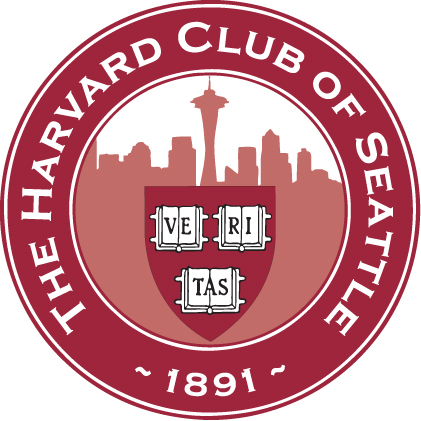 THE HARVARD CLUB OF SEATTLE
VE RI
TAS
~ 1891 ~